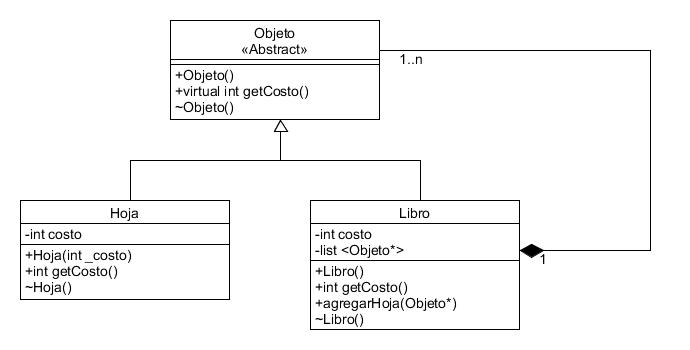 Objeto
«Abstract»
+Objeto()
+virtual int getCosto()
~Objeto()
1..n
Hoja
-int costo
+Hoja(int _costo)
+int getCosto()
~Hoja()
Libro
-int costo
-list <Objeto*>
+Libro()
+int getCosto()
+agregarHoja(Objeto*)
~Libro()
1